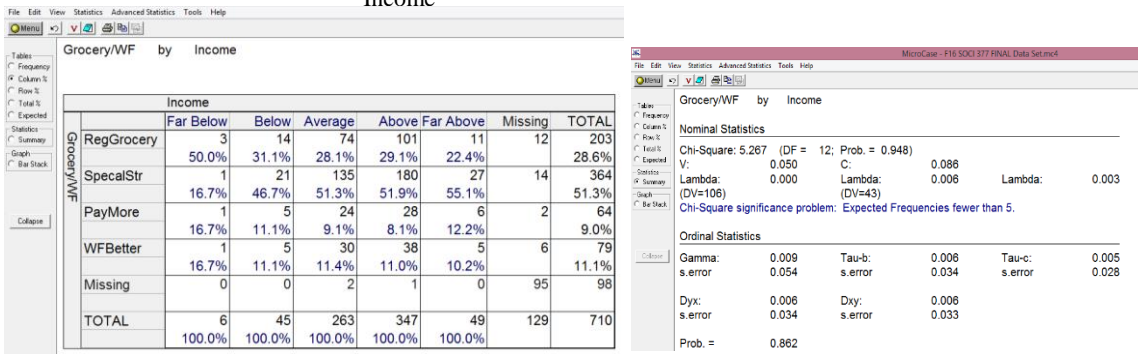 Income
File Edit View Statistics Advanced Statistics Tools Help
Menu
Tables
Frequency
Column %
Row %
Total %
Expected
Statistics
Summary
Graph
Bar Stack
Collapse
Grocery/WF by Income
Income
Far Below Below Average Above Far Above Missing TOTAL
Grocery/WF
RegGrocery 3 14 74 101 11 12 203
50.0% 31.1% 28.1% 29.1% 22.4% 28.6%
SpecalStr 1 21 135 180 27 14 364
16.7% 46.7% 51.3% 51.9% 55.1% 51.3%
PayMore 1 5 24 28 6 2 64
16.7% 11.1% 9.1% 8.1% 12.2% 9.0%
WFBetter 1 5 30 38 5 6 79
16.7% 11.1% 11.4% 11.0% 10.2% 11.1%
Missing 0 0 2 1 0 95 98
TOTAL 6 45 263 347 49 129 710
100.0% 100.0% 100.0% 100.0% 100.0%
MicroCase - F16 SOCI 377 FINAL Data Set.mc4
File Edit View Statistics Advanced Statistics Tools Help
Menu
Tables
Frequency
Column %
Row %
Total %
Expected
Statistics
Summary
Graph
Bar Stack
Collapse
Grocery/WF by Income
Nominal Statistics
Chi-Square: 5.267 (DF = 12; Prob. = 0.948)
V: 0.050 C: 0.086
Lambda: 0.000 Lambda: 0.006 Lambda: 0.003
(DV=106) (DV=43)
Chi-Square significance problem: Expected Frequencies fewer than 5.
Ordinal Statistics
Gamma: 0.009 Tau-b: 0.006 Tau-c: 0.005
s.error 0.054 s.error 0.034 s.error 0.028
Dyx: 0.006 Dxy: 0.006
s.error 0.034 s.error 0.033
Prob. = 0.862